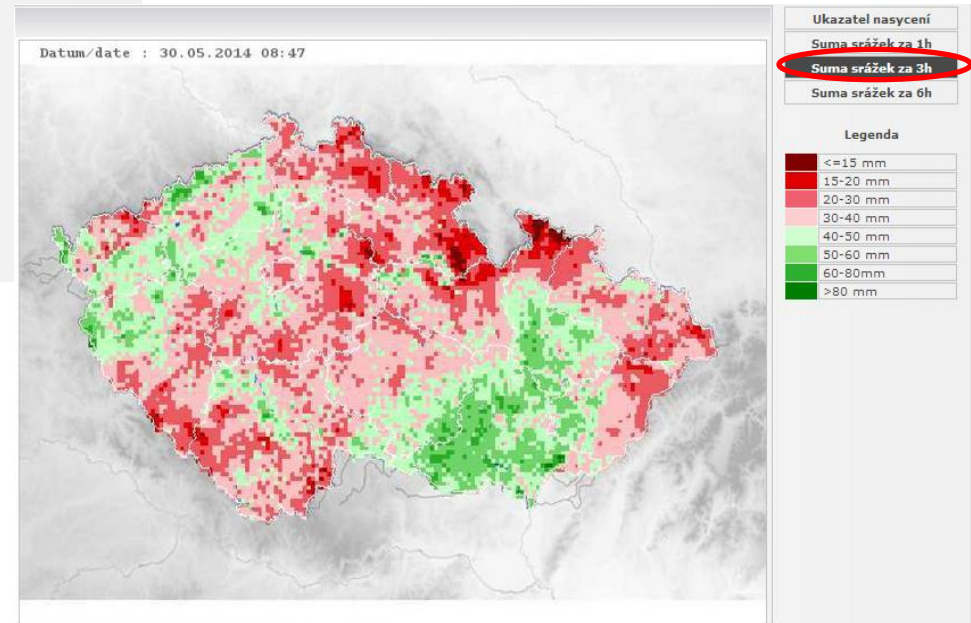 Datum/date : 30.05.2014 08:47
Ukazatel nasycení
Suma srážek za 1h
Suma srážek za 3h
Suma srážek za 6h
Legenda
<=15 mm
15-20 mm
20-30 mm
30-40 mm
40-50 mm
50-60 mm
60-80mm
>80 mm